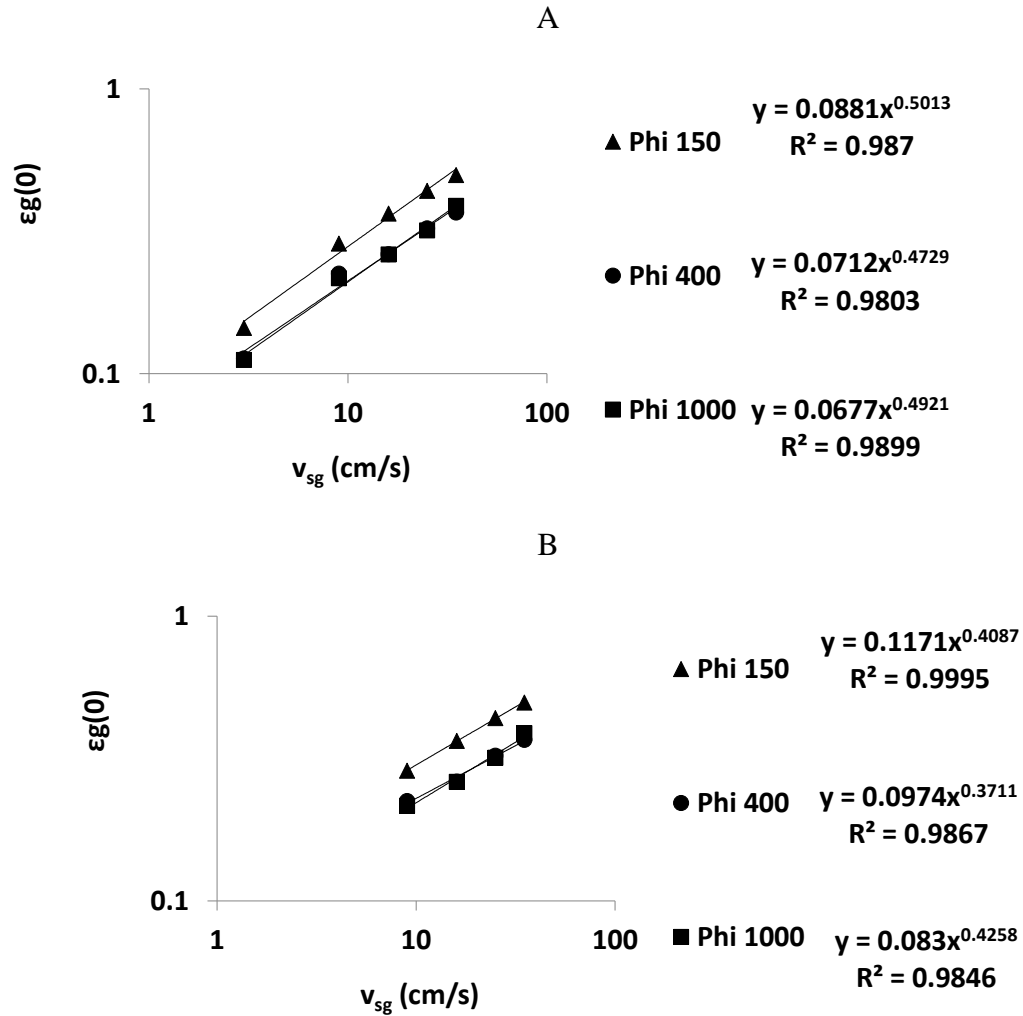 A
1
εg(0)
0.1
1
10
100
v_sg (cm/s)
▲ Phi 150
y = 0.0881x^0.5013
R² = 0.987
● Phi 400
y = 0.0712x^0.4729
R² = 0.9803
■ Phi 1000
y = 0.0677x^0.4921
R² = 0.9899
B
1
εg(0)
0.1
1
10
100
v_sg (cm/s)
▲ Phi 150
y = 0.1171x^0.4087
R² = 0.9995
● Phi 400
y = 0.0974x^0.3711
R² = 0.9867
■ Phi 1000
y = 0.083x^0.4258
R² = 0.9846